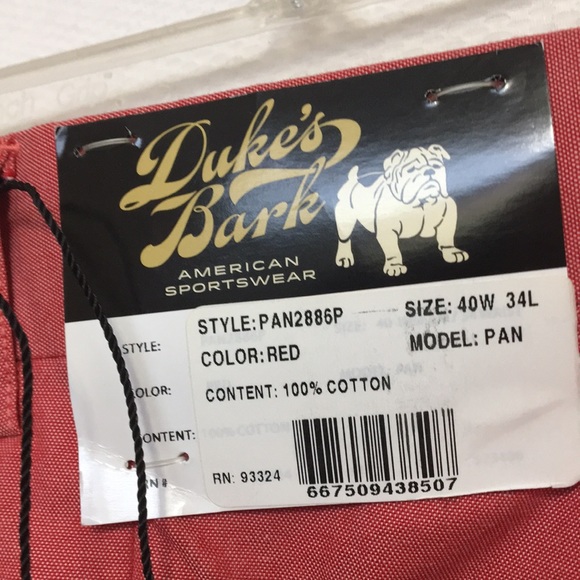 Duke's
Bark
AMERICAN
SPORTSWEAR
STYLE:PAN2886P SIZE: 40W 34L
COLOR:RED MODEL: PAN
CONTENT: 100% COTTON
STYLE:
COLOR:
CONTENT:
RN: 93324
RN #
667509438507